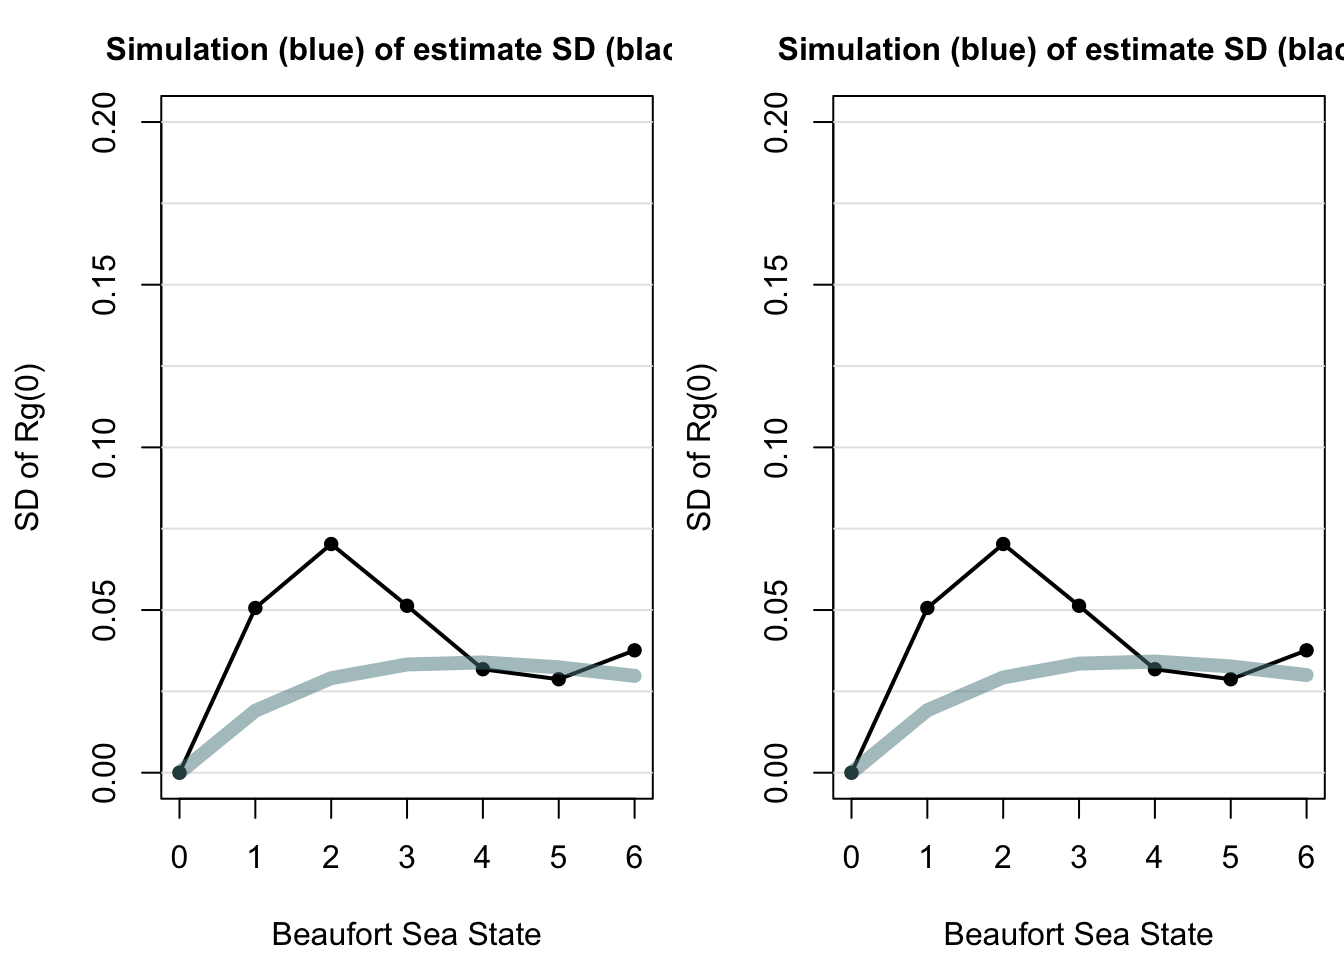 Simulation (blue) of estimate SD (blac
0.20
0.15
0.10
0.05
0.00
SD of Rg(0)
0 1 2 3 4 5 6
Beaufort Sea State
Simulation (blue) of estimate SD (blac
0.20
0.15
0.10
0.05
0.00
SD of Rg(0)
0 1 2 3 4 5 6
Beaufort Sea State